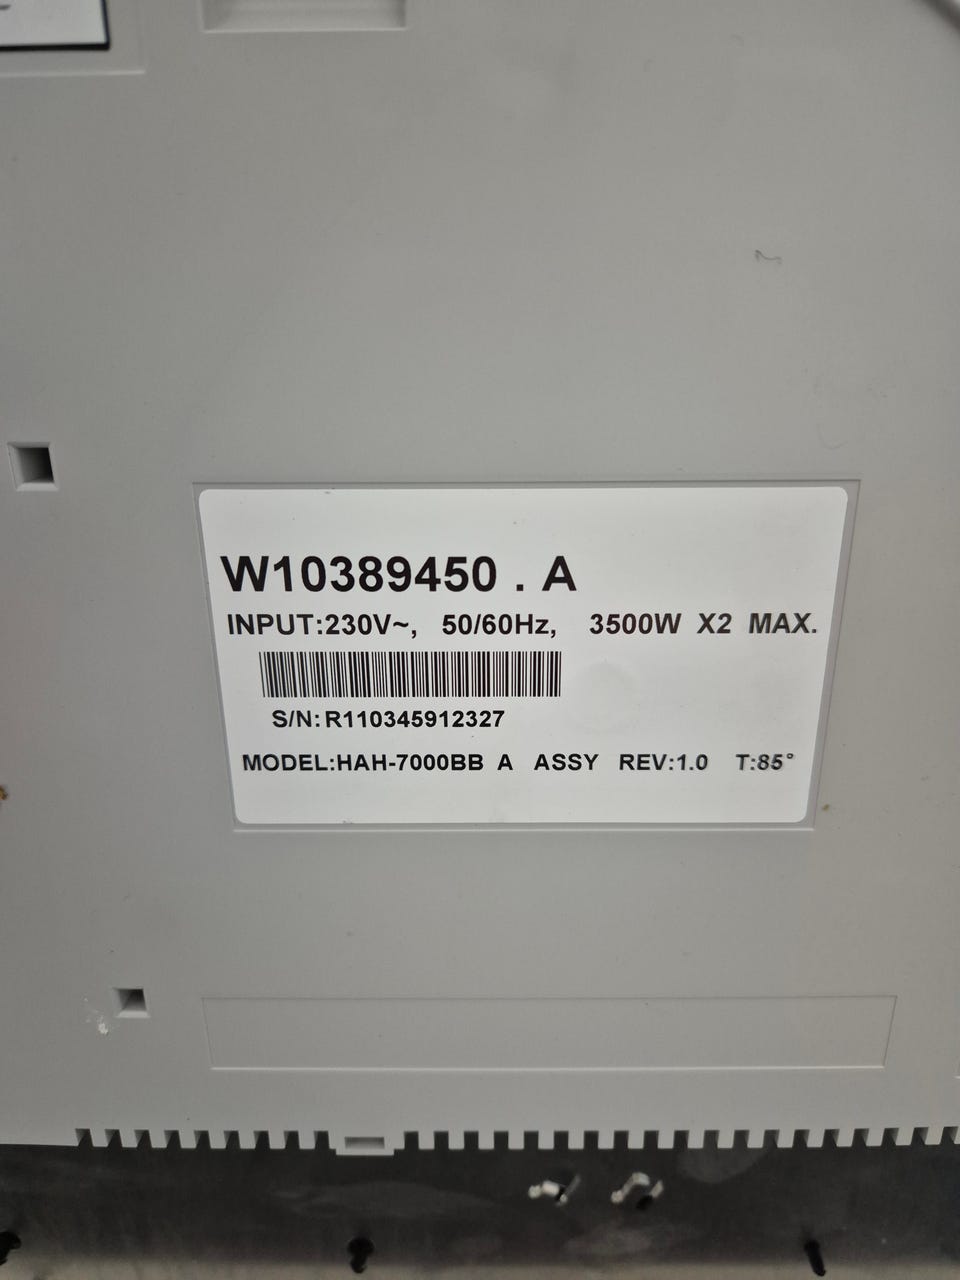 W10389450 . A
INPUT:230V~, 50/60Hz, 3500W X2 MAX.
S/N:R110345912327
MODEL:HAH-7000BB A ASSY REV:1.0 T:85°